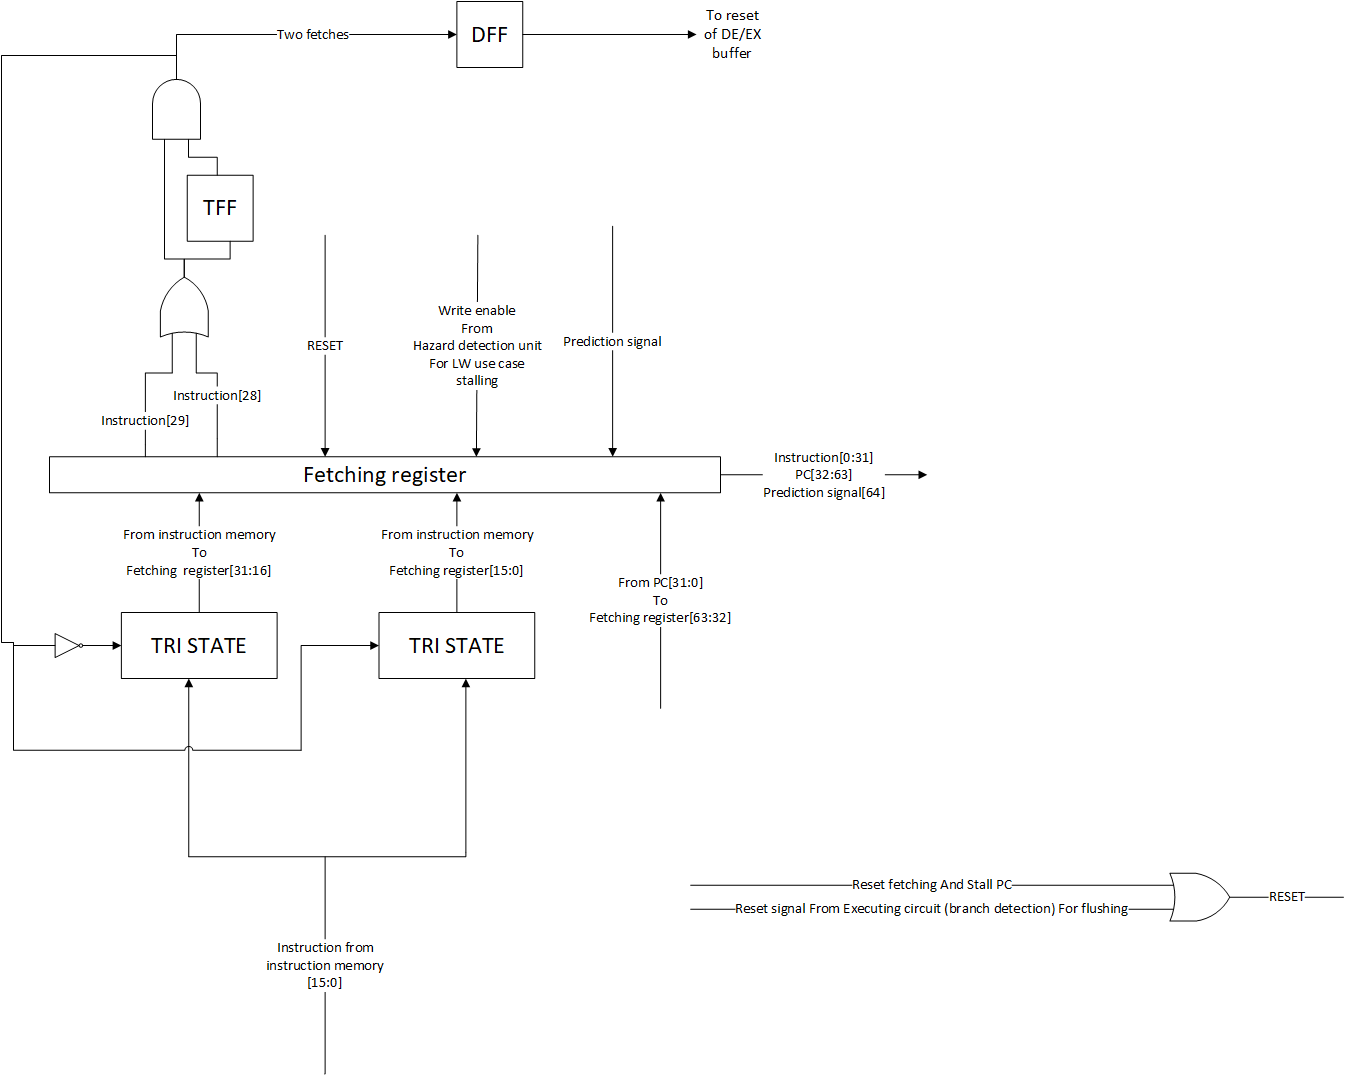 Two fetches
DFF
To reset
of DE/EX
buffer
TFF
RESET
Write enable
From
Hazard detection unit
For LW use case
stalling
Prediction signal
Instruction[28]
Instruction[29]
Fetching register
Instruction[0:31]
PC[32:63]
Prediction signal[64]
From instruction memory
To
Fetching  register[31:16]
From instruction memory
To
Fetching register[15:0]
From PC[31:0]
To
Fetching register[63:32]
TRI STATE
TRI STATE
Reset fetching And Stall PC
Reset signal From Executing circuit (branch detection) For flushing
RESET
Instruction from
instruction memory
[15:0]